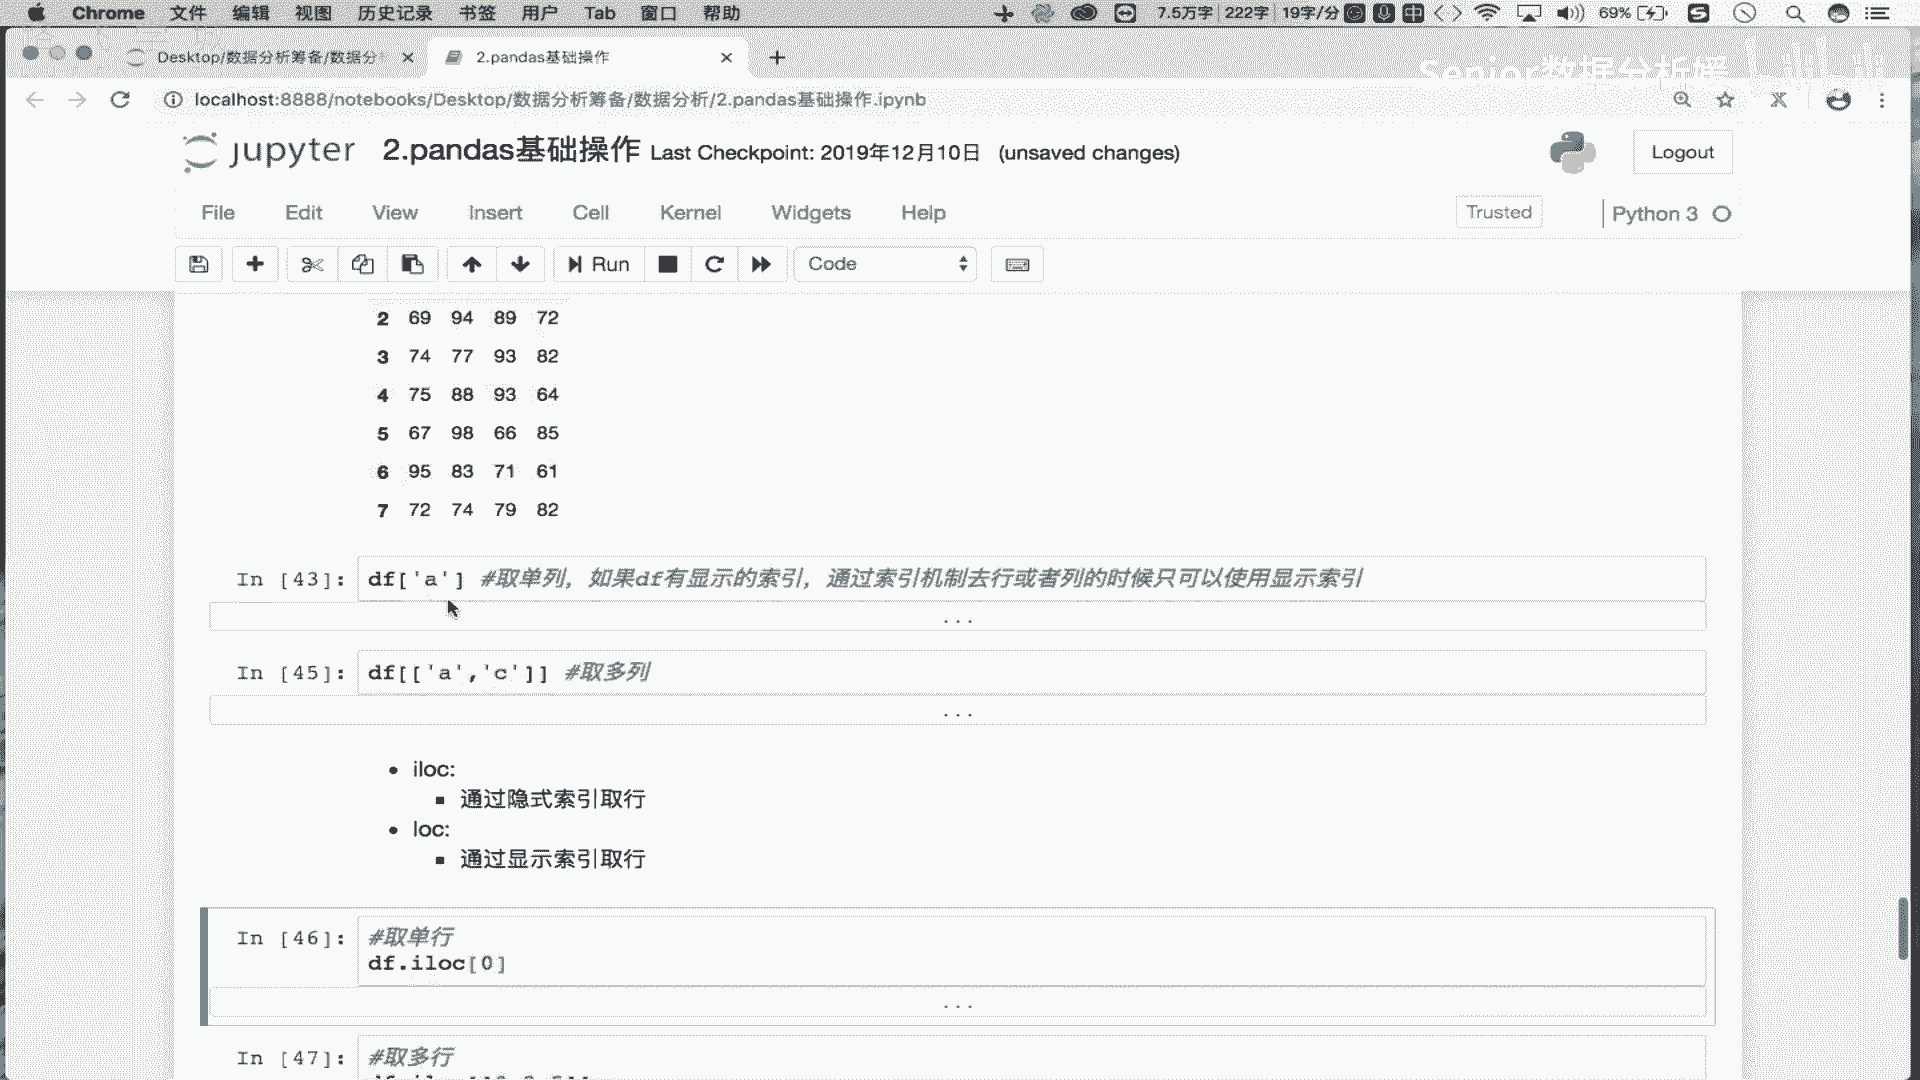 Chrome 文件 编辑 视图 历史记录 书签 用户 Tab 窗口 帮助 7.5万字 222字 19字/分 中 69%
Desktop/数据分析筹备/数据分 2.pandas基础操作
Senior数据分析媛 bilibili
localhost:8888/notebooks/Desktop/数据分析筹备/数据分析/2.pandas基础操作.ipynb
jupyter 2.pandas基础操作 Last Checkpoint: 2019年12月10日 (unsaved changes) Logout
File Edit View Insert Cell Kernel Widgets Help Trusted Python 3
Run Code
2 69 94 89 72
3 74 77 93 82
4 75 88 93 64
5 67 98 66 85
6 95 83 71 61
7 72 74 79 82
In [43]: df['a'] #取单列，如果df有显示的索引，通过索引机制去行或者列的时候只可以使用显示索引
...
In [45]: df[['a','c']] #取多列
...
• iloc:
▪ 通过隐式索引取行
• loc:
▪ 通过显示索引取行
In [46]: #取单行
df.iloc[0]
...
In [47]: #取多行